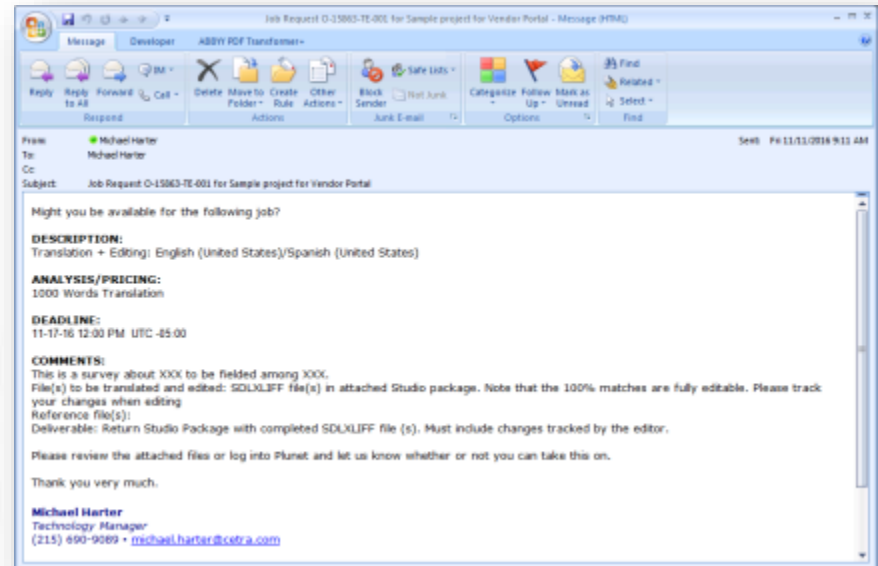 Job Request O-15863-TE-001 for Sample project for Vendor Portal - Message (HTML)
Message Developer ABBYY PDF Transformer+
Reply Reply to All Forward IM Call
Respond
Delete Move to Folder Create Rule Other Actions
Actions
Block Sender Safe Lists Not Junk
Junk E-mail
Categorize Follow Up Mark as Unread
Options
Find Related Select
Find
From: Michael Harter Sent: Fri 11/11/2016 9:11 AM
To: Michael Harter
Cc:
Subject: Job Request O-15863-TE-001 for Sample project for Vendor Portal
Might you be available for the following job?
DESCRIPTION:
Translation + Editing: English (United States)/Spanish (United States)
ANALYSIS/PRICING:
1000 Words Translation
DEADLINE:
11-17-16 12:00 PM UTC -05:00
COMMENTS:
This is a survey about XXX to be fielded among XXX.
File(s) to be translated and edited: SDLXLIFF file(s) in attached Studio package. Note that the 100% matches are fully editable. Please track
your changes when editing
Reference file(s):
Deliverable: Return Studio Package with completed SDLXLIFF file (s). Must include changes tracked by the editor.
Please review the attached files or log into Plunet and let us know whether or not you can take this on.
Thank you very much.
Michael Harter
Technology Manager
(215) 690-9089 • michael.harter@cetra.com